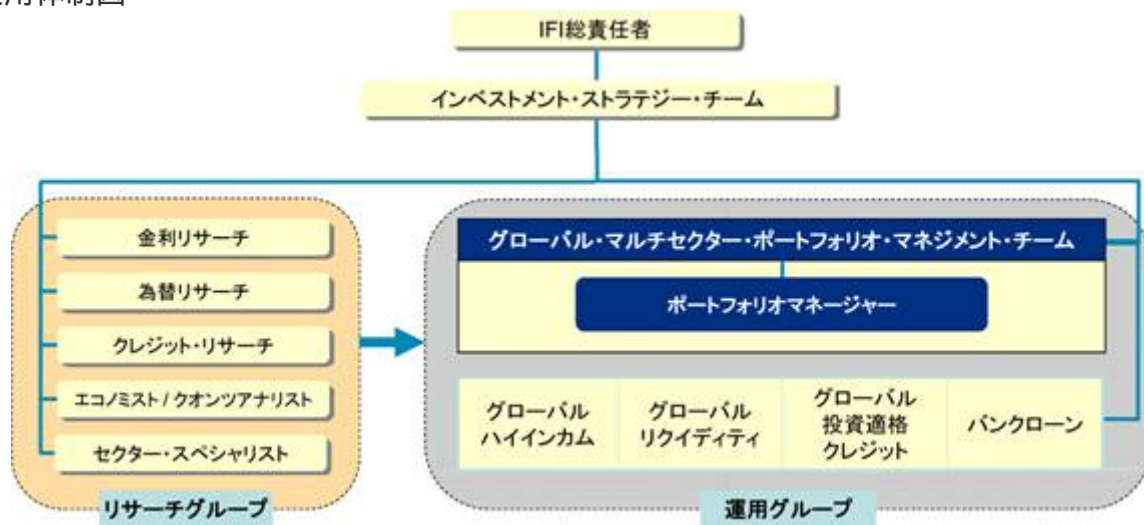 IFI総責任者
インベストメント・ストラテジー・チーム
金利リサーチ
為替リサーチ
クレジット・リサーチ
エコノミスト / クオンツアナリスト
セクター・スペシャリスト
リサーチグループ
グローバル・マルチセクター・ポートフォリオ・マネジメント・チーム
ポートフォリオマネージャー
グローバル
ハイインカム
グローバル
リクイディティ
グローバル
投資適格
クレジット
バンクローン
運用グループ